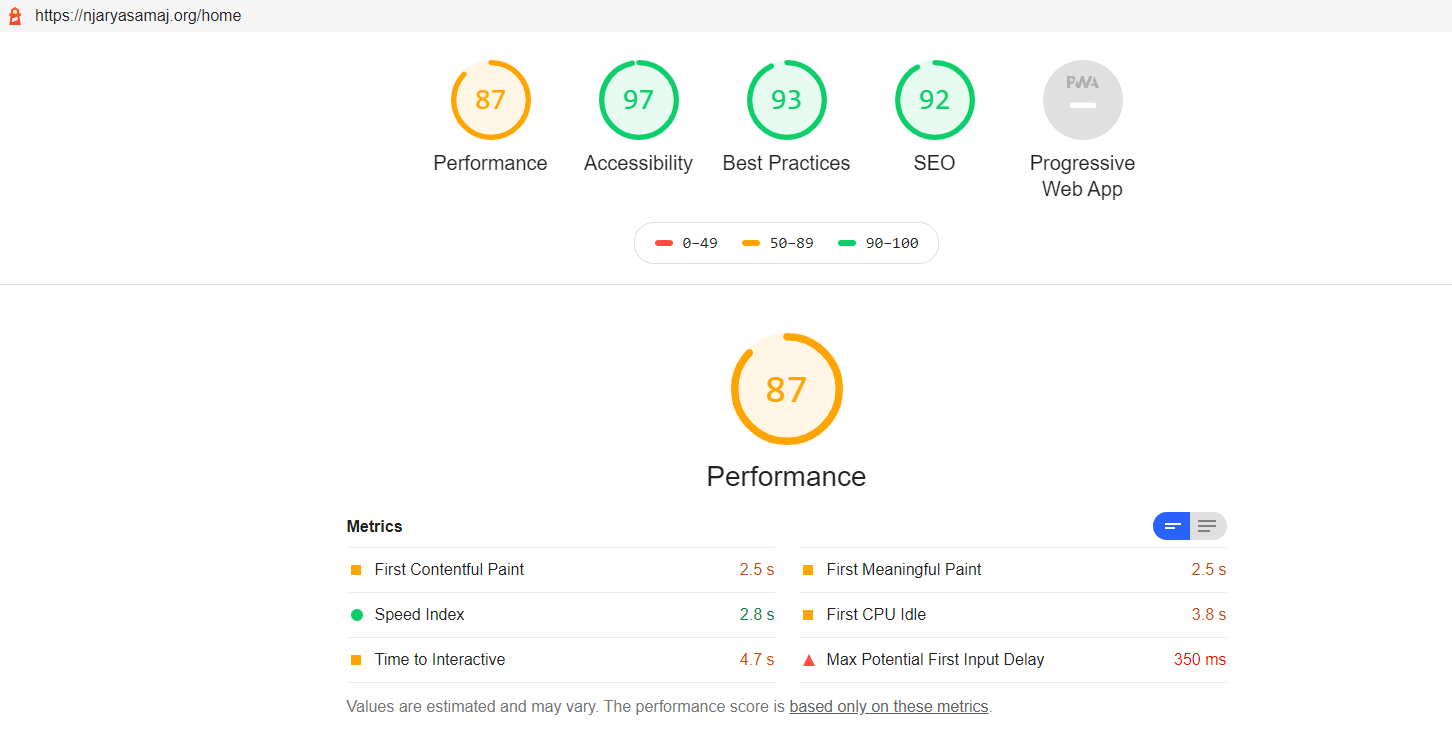 https://njaryasamaj.org/home
87 97 93 92 PWA
Performance Accessibility Best Practices SEO Progressive
Web App
0–49 50–89 90–100
87
Performance
Metrics
First Contentful Paint 2.5 s First Meaningful Paint 2.5 s
Speed Index 2.8 s First CPU Idle 3.8 s
Time to Interactive 4.7 s Max Potential First Input Delay 350 ms
Values are estimated and may vary. The performance score is based only on these metrics.